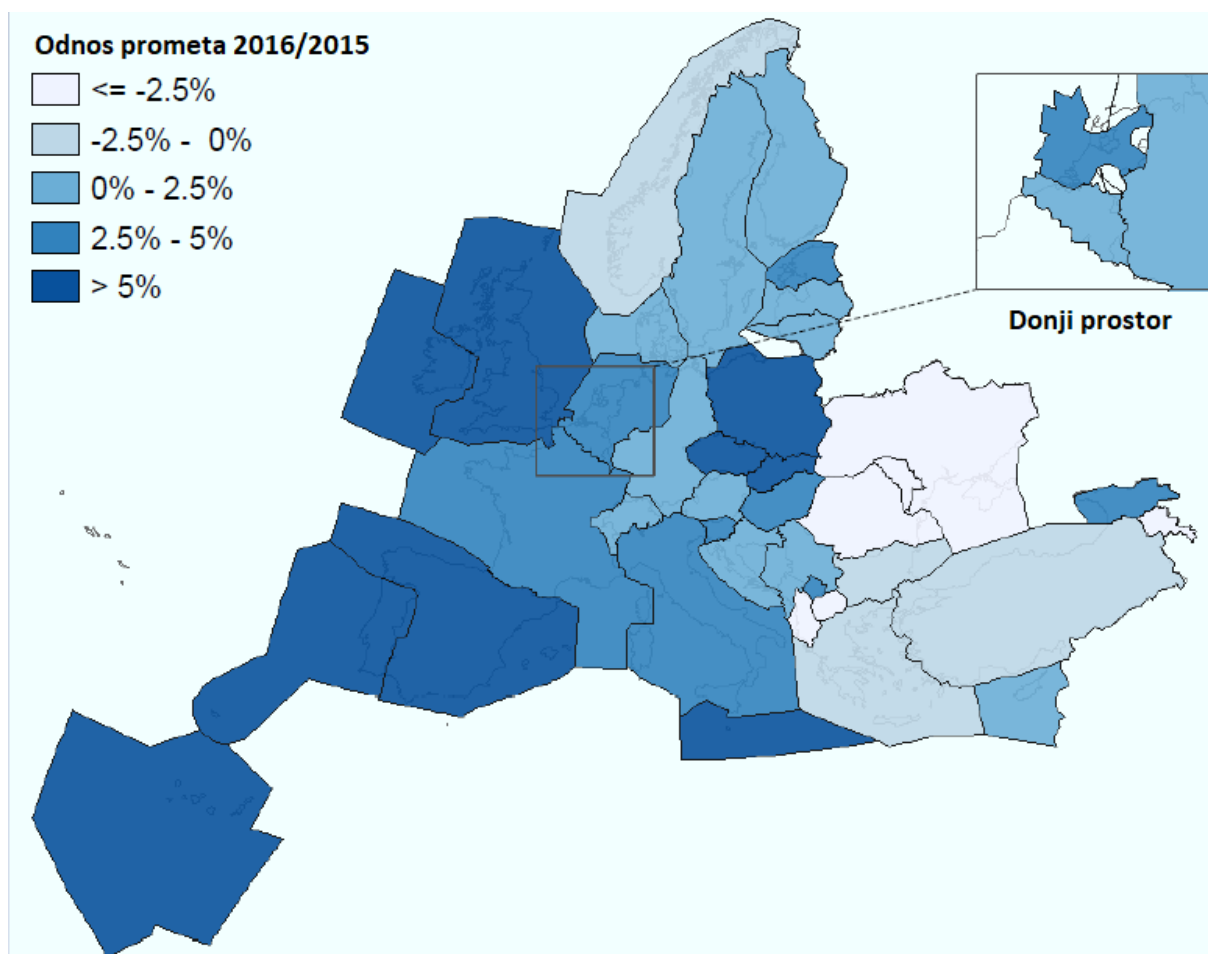 Odnos prometa 2016/2015
<= -2.5%
-2.5% - 0%
0% - 2.5%
2.5% - 5%
> 5%
Donji prostor